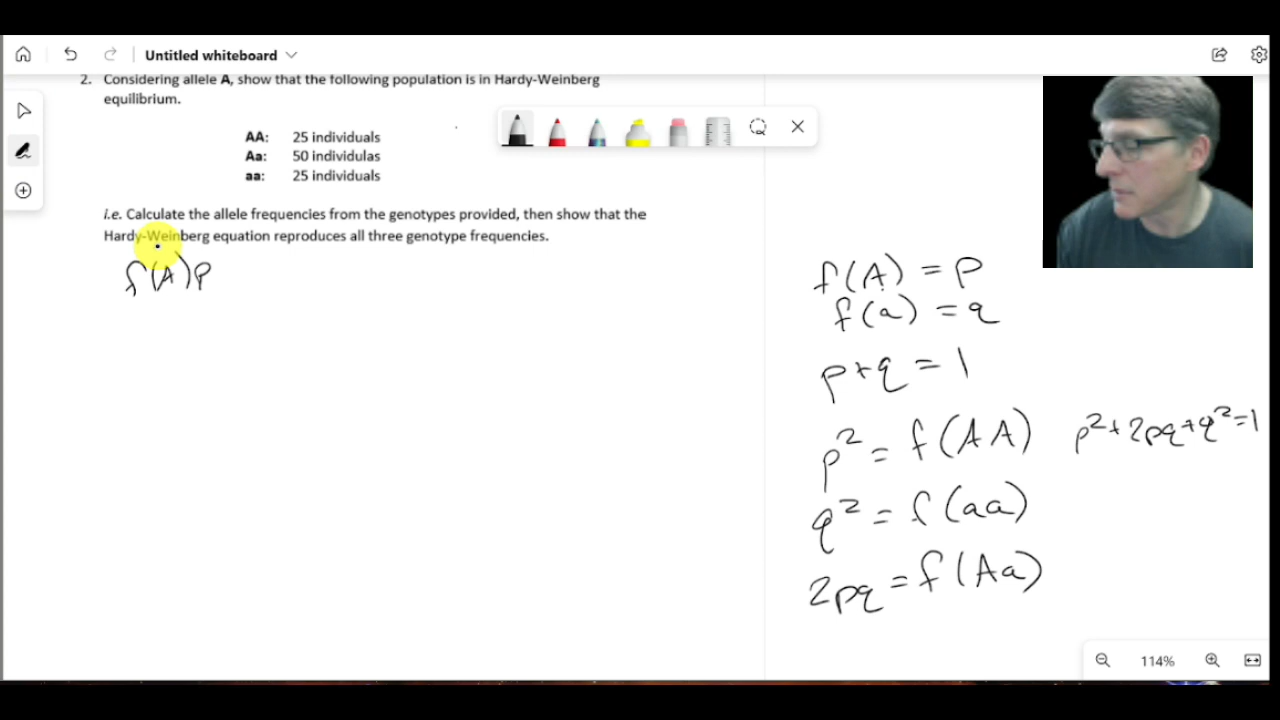 Untitled whiteboard
2. Considering allele A, show that the following population is in Hardy-Weinberg
equilibrium.
AA: 25 individuals
Aa: 50 individulas
aa: 25 individuals
i.e. Calculate the allele frequencies from the genotypes provided, then show that the
Hardy-Weinberg equation reproduces all three genotype frequencies.
f(A)p
f(A) = p
f(a) = q
p+q = 1
p² = f(AA) p²+2pq+q²=1
q² = f(aa)
2pq = f(Aa)
114%